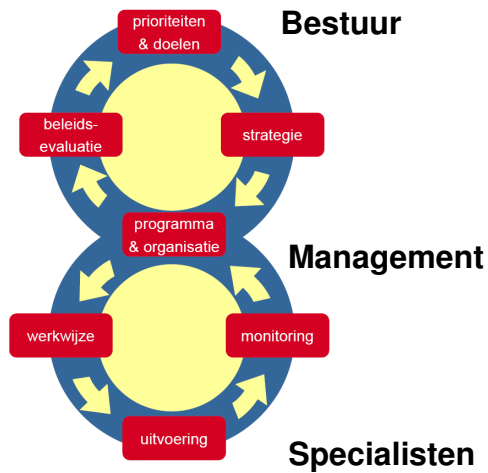 prioriteiten
& doelen
Bestuur
beleids-
evaluatie
strategie
programma
& organisatie
Management
werkwijze
monitoring
uitvoering
Specialisten